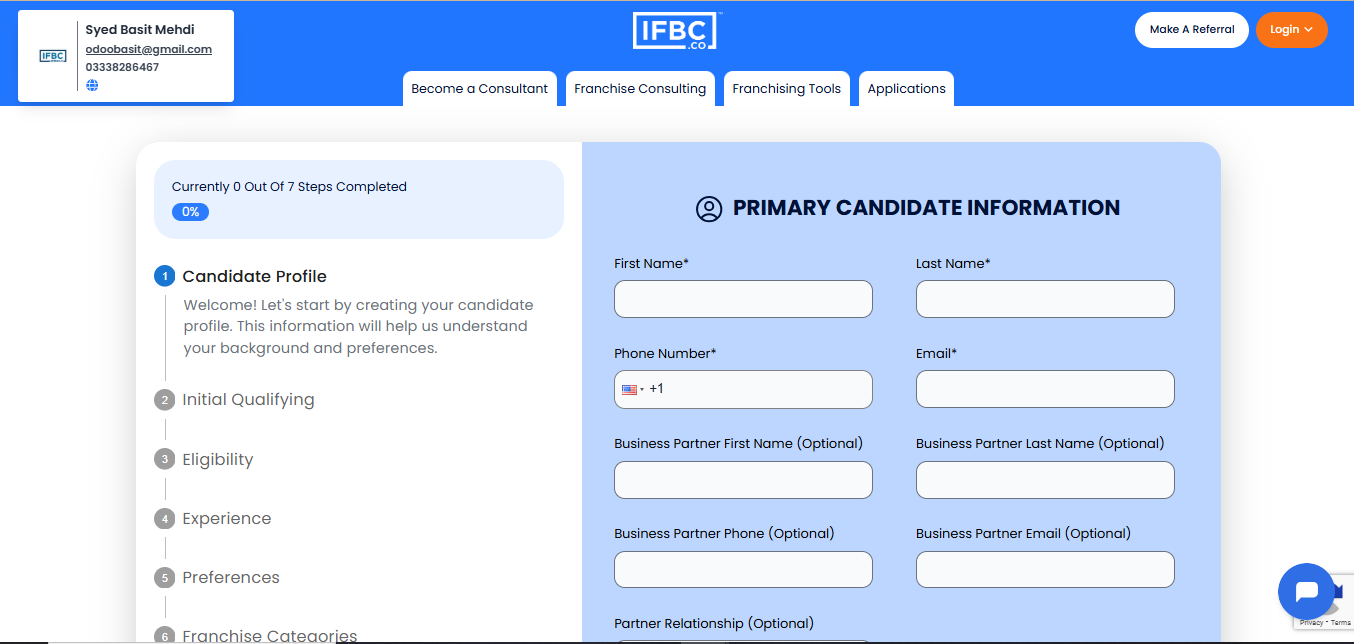 IFBC
Syed Basit Mehdi
odoobasit@gmail.com
03338286467
IFBC
.CO
Make A Referral
Login
Become a Consultant
Franchise Consulting
Franchising Tools
Applications
Currently 0 Out Of 7 Steps Completed
0%
1 Candidate Profile
Welcome! Let's start by creating your candidate
profile. This information will help us understand
your background and preferences.
2 Initial Qualifying
3 Eligibility
4 Experience
5 Preferences
6 Franchise Categories
PRIMARY CANDIDATE INFORMATION
First Name*
Last Name*
Phone Number*
Email*
+1
Business Partner First Name (Optional)
Business Partner Last Name (Optional)
Business Partner Phone (Optional)
Business Partner Email (Optional)
Partner Relationship (Optional)
Privacy - Terms